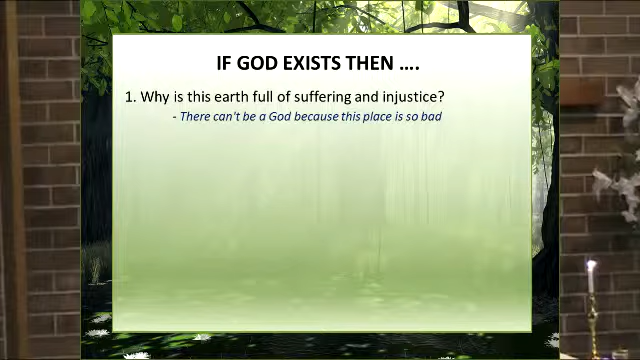 IF GOD EXISTS THEN ….
1. Why is this earth full of suffering and injustice?
- There can't be a God because this place is so bad